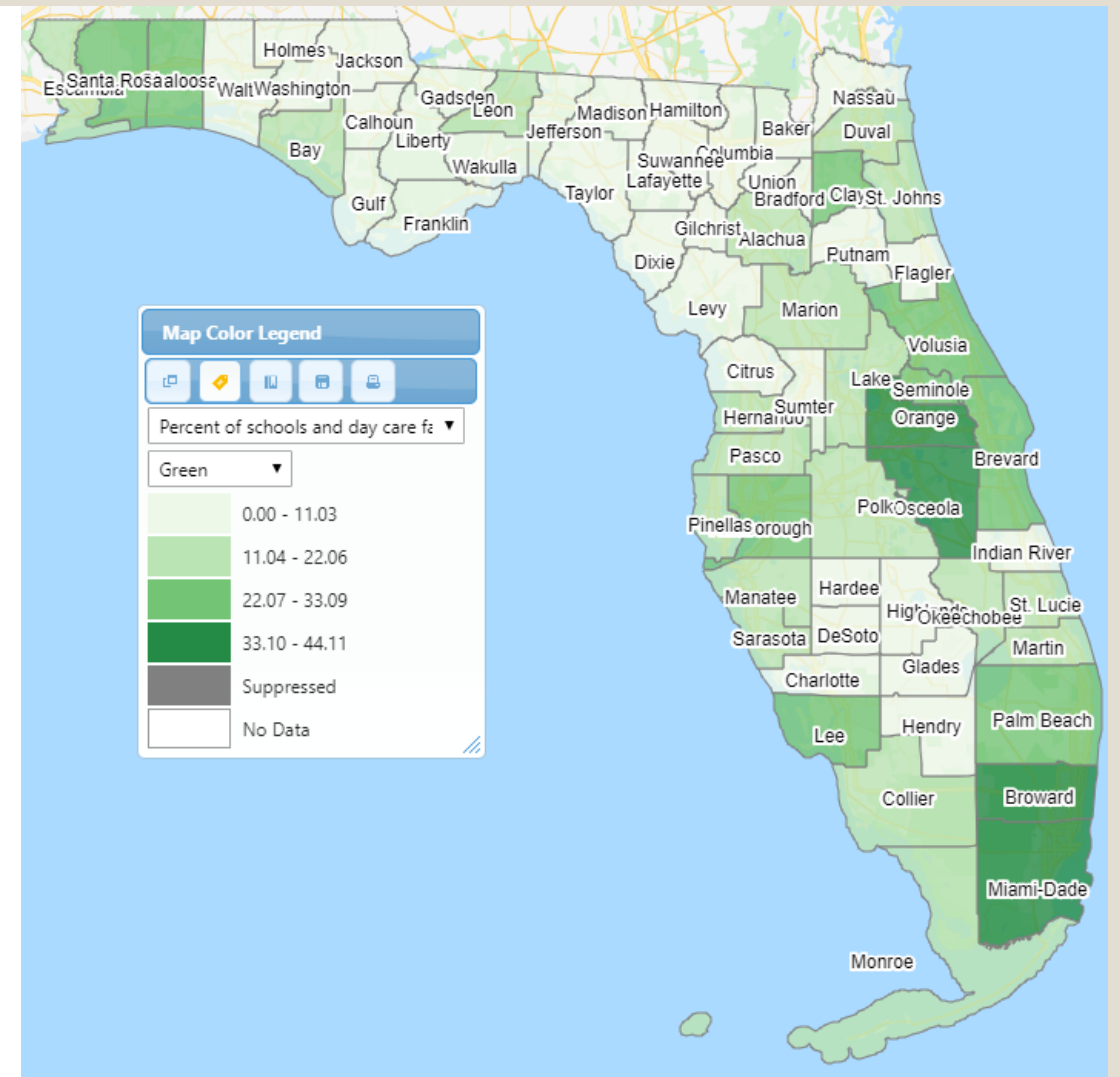 Holmes
Jackson
Santa Rosa
Walt
Washington
Gadsden
Leon
Madison
Hamilton
Nassau
Calhoun
Jefferson
Baker
Duval
Bay
Liberty
Columbia
Suwannee
Wakulla
Lafayette
Union
Taylor
Bradford
Clay
St. Johns
Gulf
Franklin
Gilchrist
Alachua
Dixie
Putnam
Flagler
Levy
Marion
Map Color Legend
Volusia
Citrus
Lake
Seminole
Sumter
Hernando
Orange
Percent of schools and day care fa
Pasco
Brevard
Green
0.00 - 11.03
Polk
Osceola
Pinellas
orough
11.04 - 22.06
Indian River
22.07 - 33.09
Hardee
Manatee
St. Lucie
Okeechobee
33.10 - 44.11
Sarasota
DeSoto
Martin
Glades
Charlotte
Suppressed
No Data
Lee
Hendry
Palm Beach
Collier
Broward
Miami-Dade
Monroe